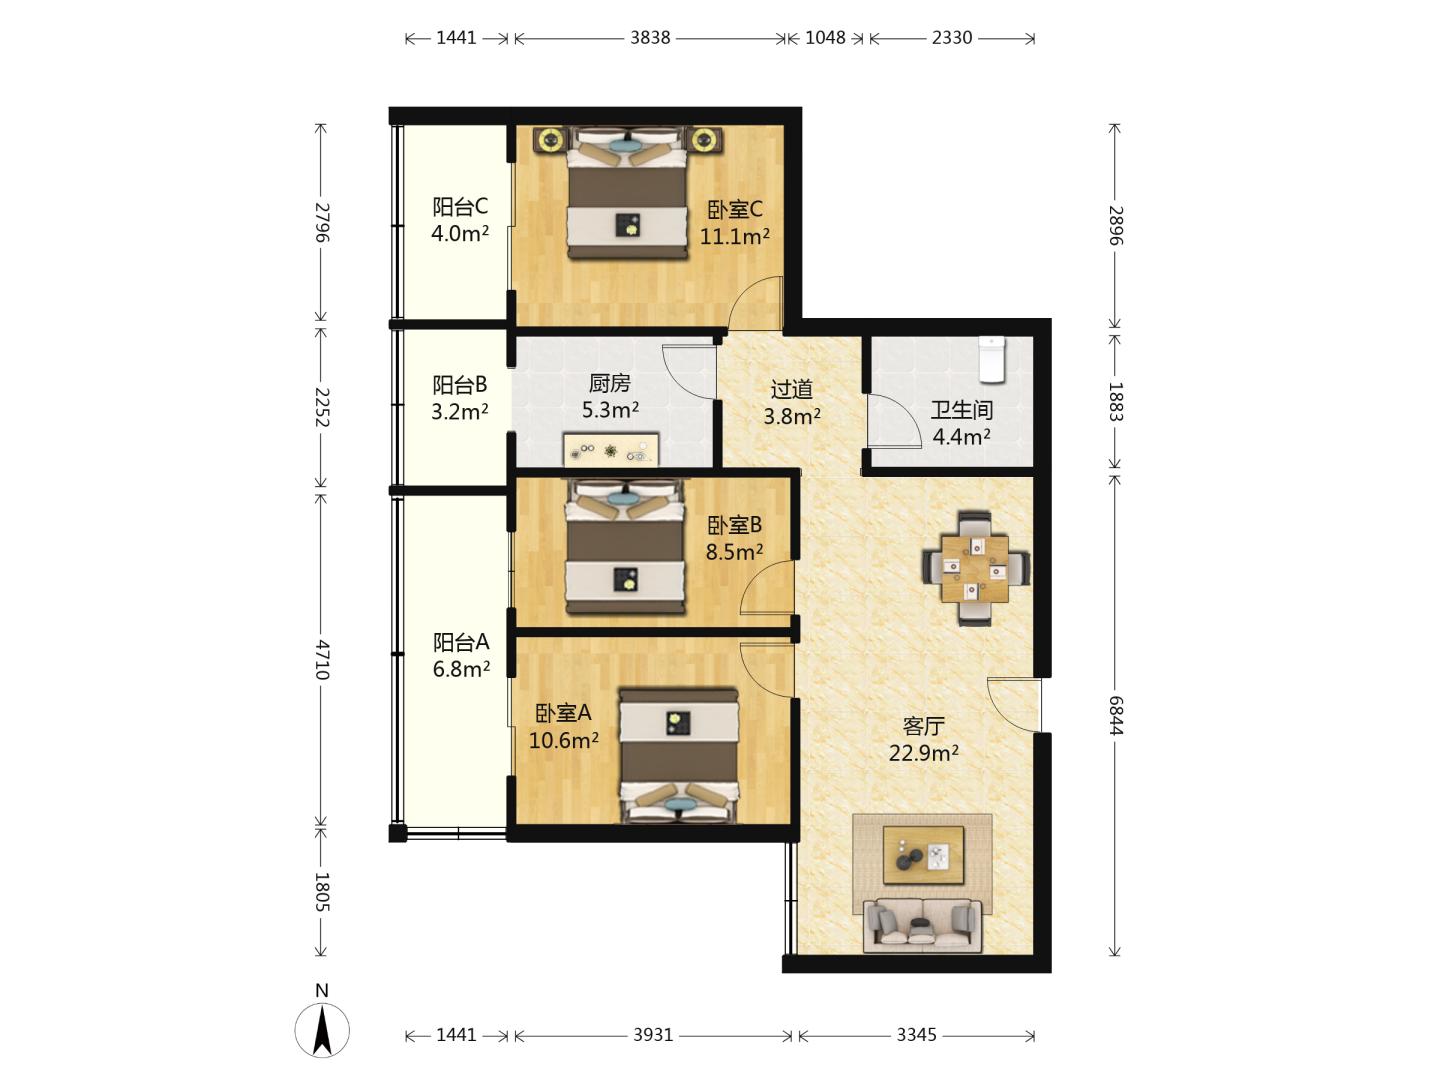 1441
3838
1048
2330
2796
2252
4710
1805
2896
1883
6844
阳台C
4.0m²
卧室C
11.1m²
阳台B
3.2m²
厨房
5.3m²
过道
3.8m²
卫生间
4.4m²
卧室B
8.5m²
阳台A
6.8m²
卧室A
10.6m²
客厅
22.9m²
N
1441
3931
3345